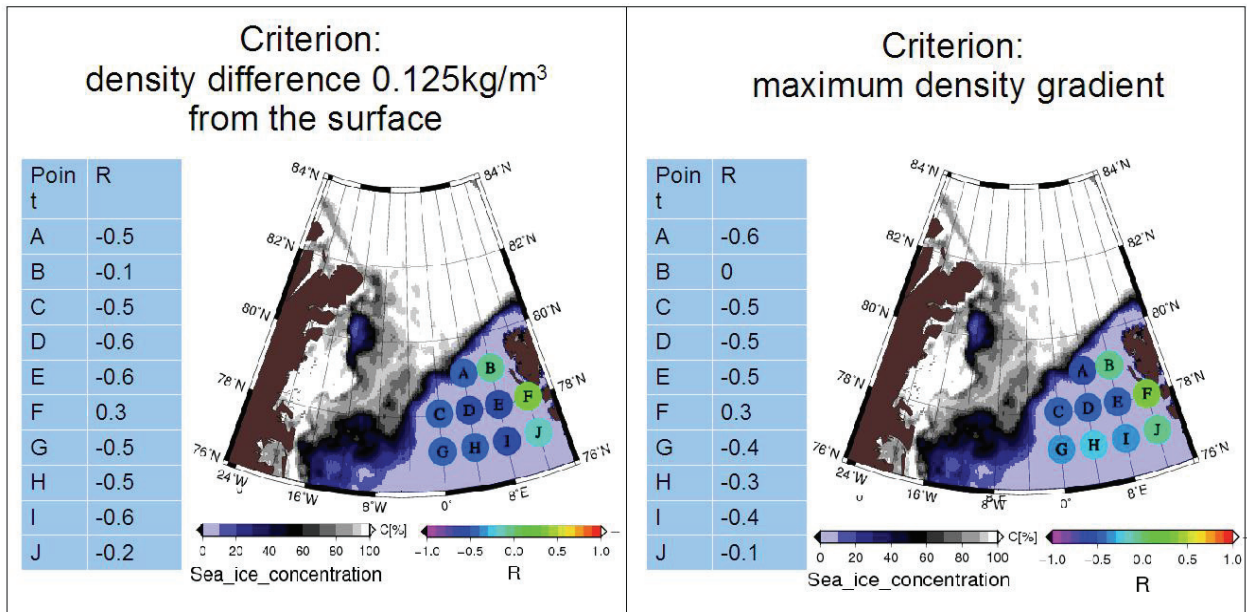 Criterion:
density difference 0.125kg/m³
from the surface
Poin
t R
A -0.5
B -0.1
C -0.5
D -0.6
E -0.6
F 0.3
G -0.5
H -0.5
I -0.6
J -0.2
84°N 84°N
82°N 82°N
80°N 80°N
78°N 78°N
76°N 76°N
24°W 16°W 8°W 0° 8°E
A B
C D E F
G H I J
C[%]
0 20 40 60 80 100
Sea_ice_concentration
-1.0 -0.5 0.0 0.5 1.0
R
Criterion:
maximum density gradient
Poin
t R
A -0.6
B 0
C -0.5
D -0.5
E -0.5
F 0.3
G -0.4
H -0.3
I -0.4
J -0.1
84°N 84°N
82°N 82°N
80°N 80°N
78°N 78°N
76°N 76°N
24°W 16°W 8°W 0° 8°E
A B
C D E F
G H I J
C[%]
0 20 40 60 80 100
Sea_ice_concentration
-1.0 -0.5 0.0 0.5 1.0
R